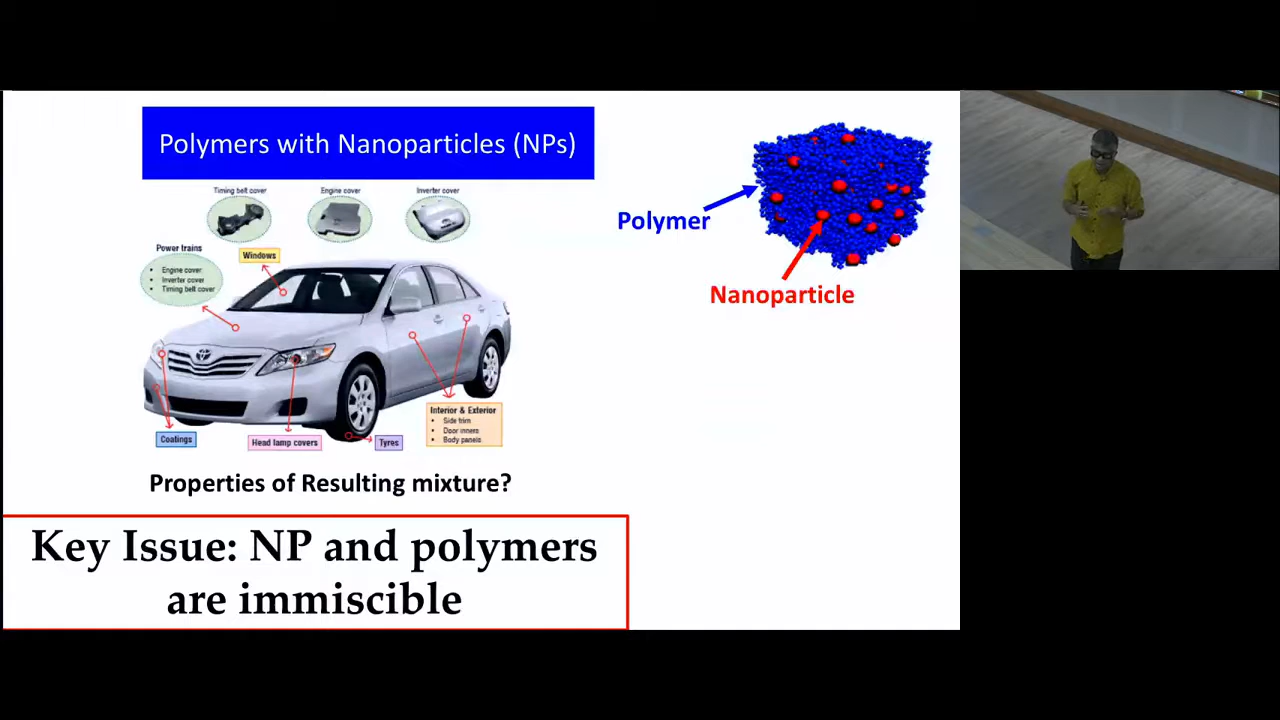 Polymers with Nanoparticles (NPs)
Timing belt cover
Engine cover
Inverter cover
Power trains
• Engine cover
• Inverter cover
• Timing belt cover
Windows
Coatings
Head lamp covers
Tyres
Interior & Exterior
• Side trim
• Door inners
• Body panels
Properties of Resulting mixture?
Key Issue: NP and polymers
are immiscible
Polymer
Nanoparticle